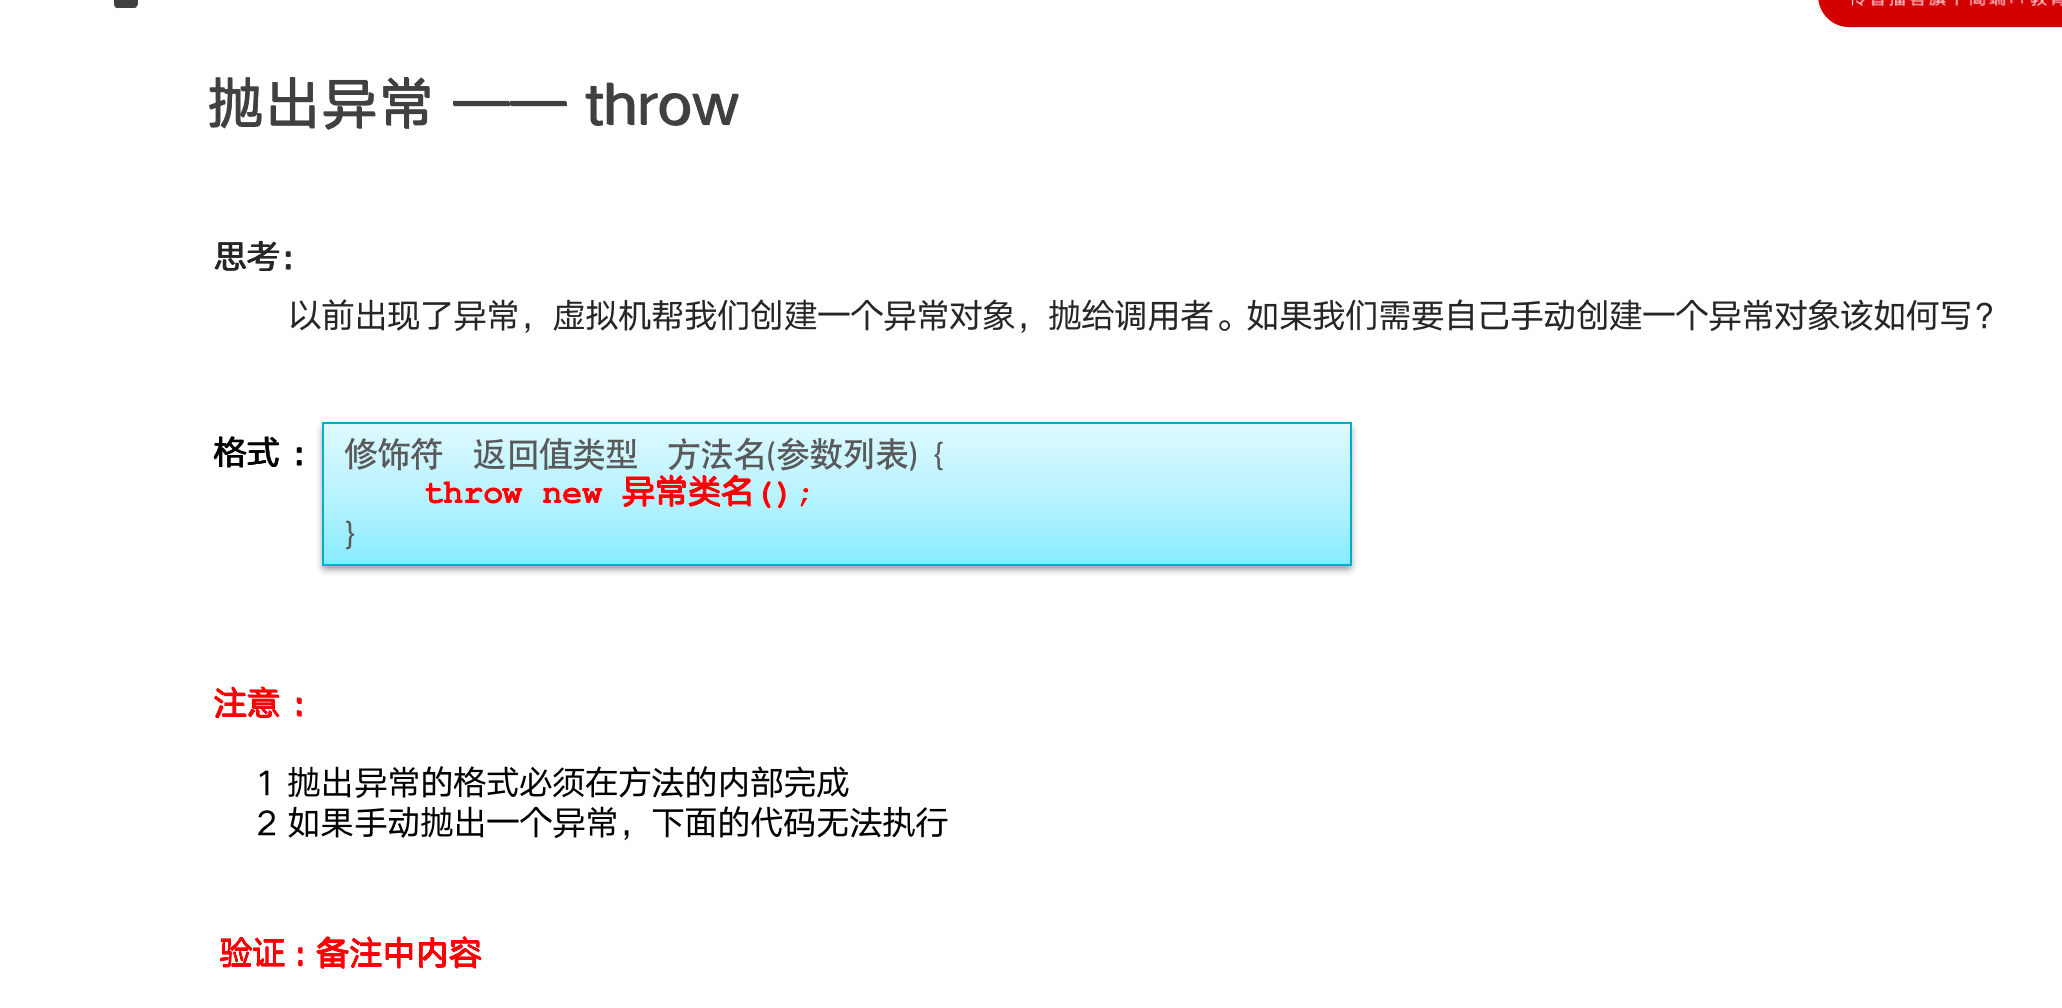 抛出异常 —— throw
思考：
以前出现了异常，虚拟机帮我们创建一个异常对象，抛给调用者。如果我们需要自己手动创建一个异常对象该如何写？
格式 ：
修饰符 返回值类型 方法名(参数列表) {
throw new 异常类名();
}
注意 ：
1 抛出异常的格式必须在方法的内部完成
2 如果手动抛出一个异常，下面的代码无法执行
验证 : 备注中内容